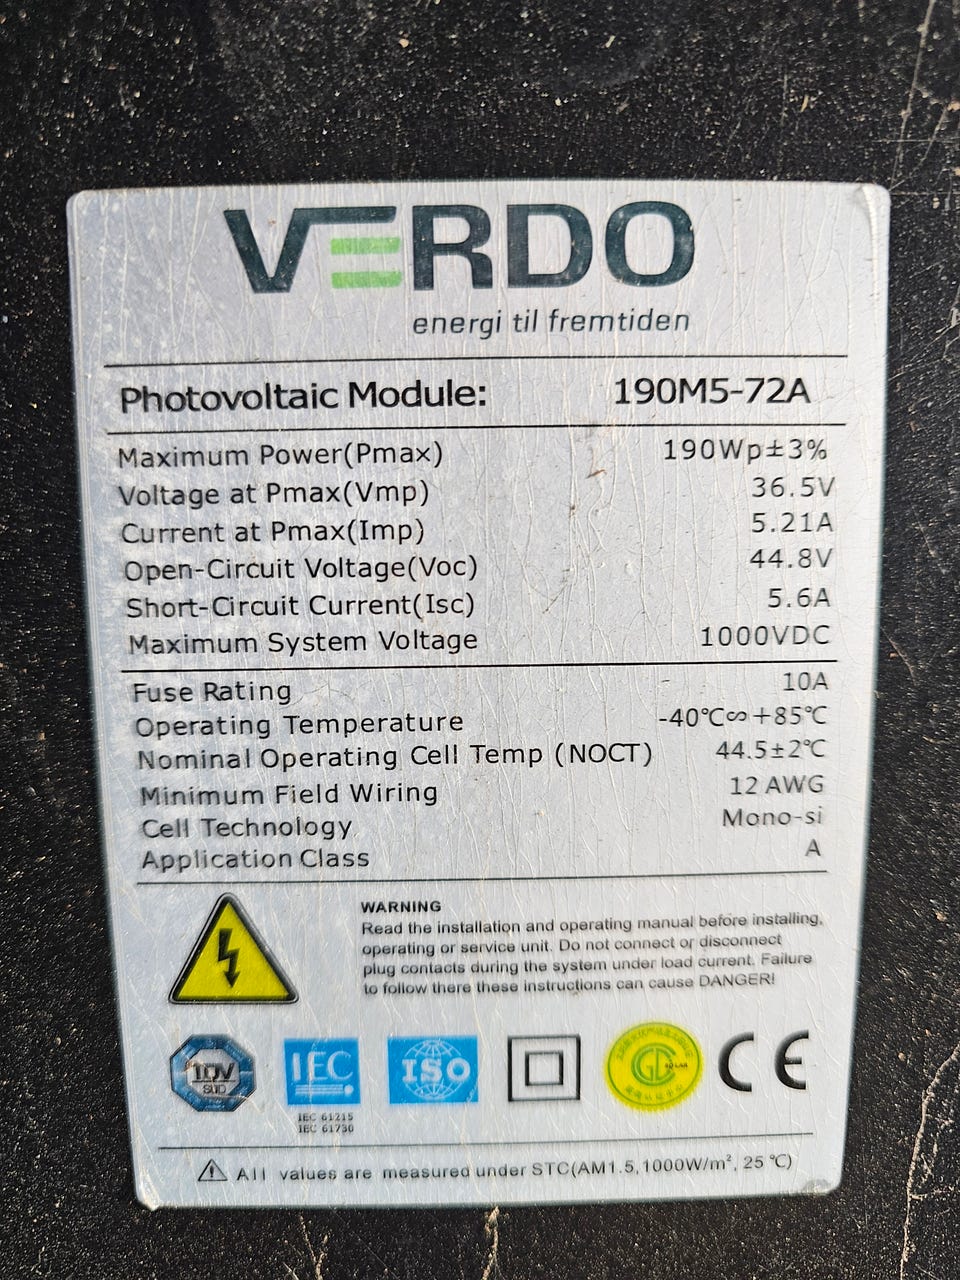 VERDO
energi til fremtiden
Photovoltaic Module: 190M5-72A
Maximum Power(Pmax) 190Wp±3%
Voltage at Pmax(Vmp) 36.5V
Current at Pmax(Imp) 5.21A
Open-Circuit Voltage(Voc) 44.8V
Short-Circuit Current(Isc) 5.6A
Maximum System Voltage 1000VDC
Fuse Rating 10A
Operating Temperature -40℃∽+85℃
Nominal Operating Cell Temp (NOCT) 44.5±2℃
Minimum Field Wiring 12 AWG
Cell Technology Mono-si
Application Class A
WARNING
Read the installation and operating manual before installing,
operating or service unit. Do not connect or disconnect
plug contacts during the system under load current. Failure
to follow there these instructions can cause DANGER!
TÜV
SÜD
IEC
IEC 61215
IEC 61730
ISO
GC
SOLAR
CE
All values are measured under STC(AM1.5,1000W/m², 25 ℃)